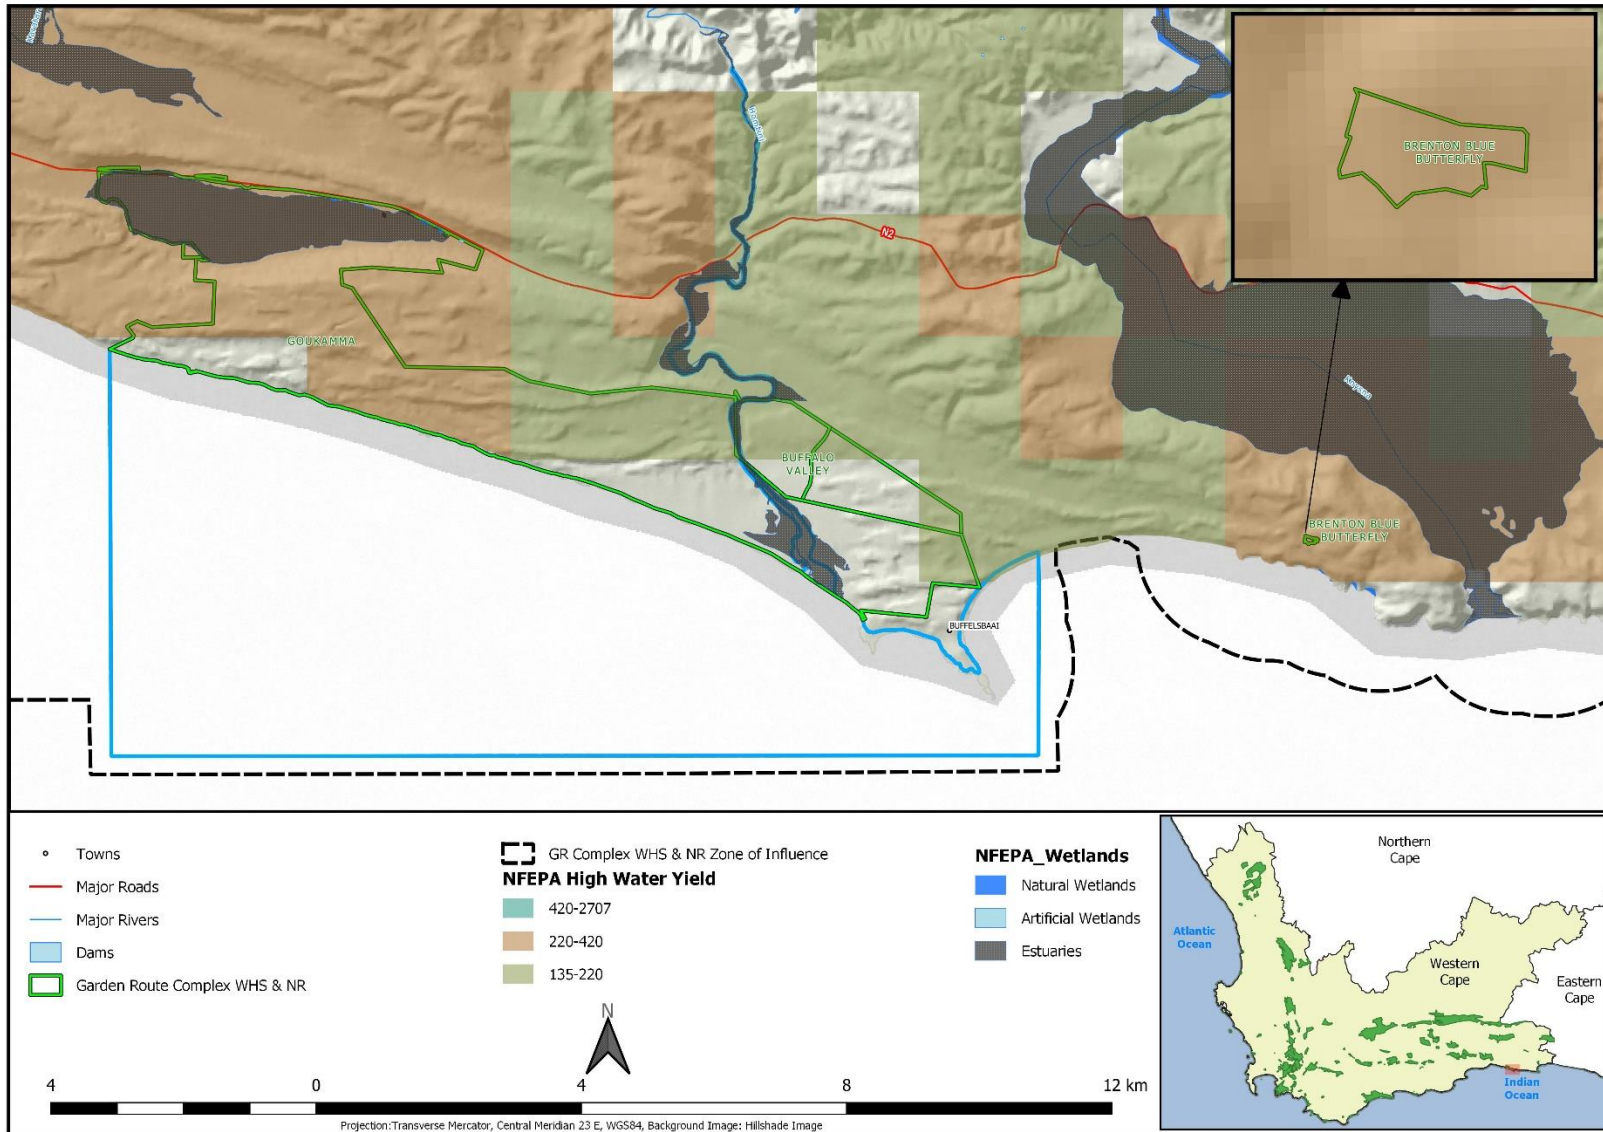 N2
GOUKAMMA
BUFFALO
VALLEY
BRENTON BLUE
BUTTERFLY
BRENTON BLUE
BUTTERFLY
Knysna
BUFFELSBAAI
Towns
Major Roads
Major Rivers
Dams
Garden Route Complex WHS & NR
GR Complex WHS & NR Zone of Influence
NFEPA High Water Yield
420-2707
220-420
135-220
NFEPA_Wetlands
Natural Wetlands
Artificial Wetlands
Estuaries
N
4
0
4
8
12 km
Projection:Transverse Mercator, Central Meridian 23 E, WGS84, Background Image: Hillshade Image
Northern
Cape
Atlantic
Ocean
Western
Cape
Eastern
Cape
Indian
Ocean